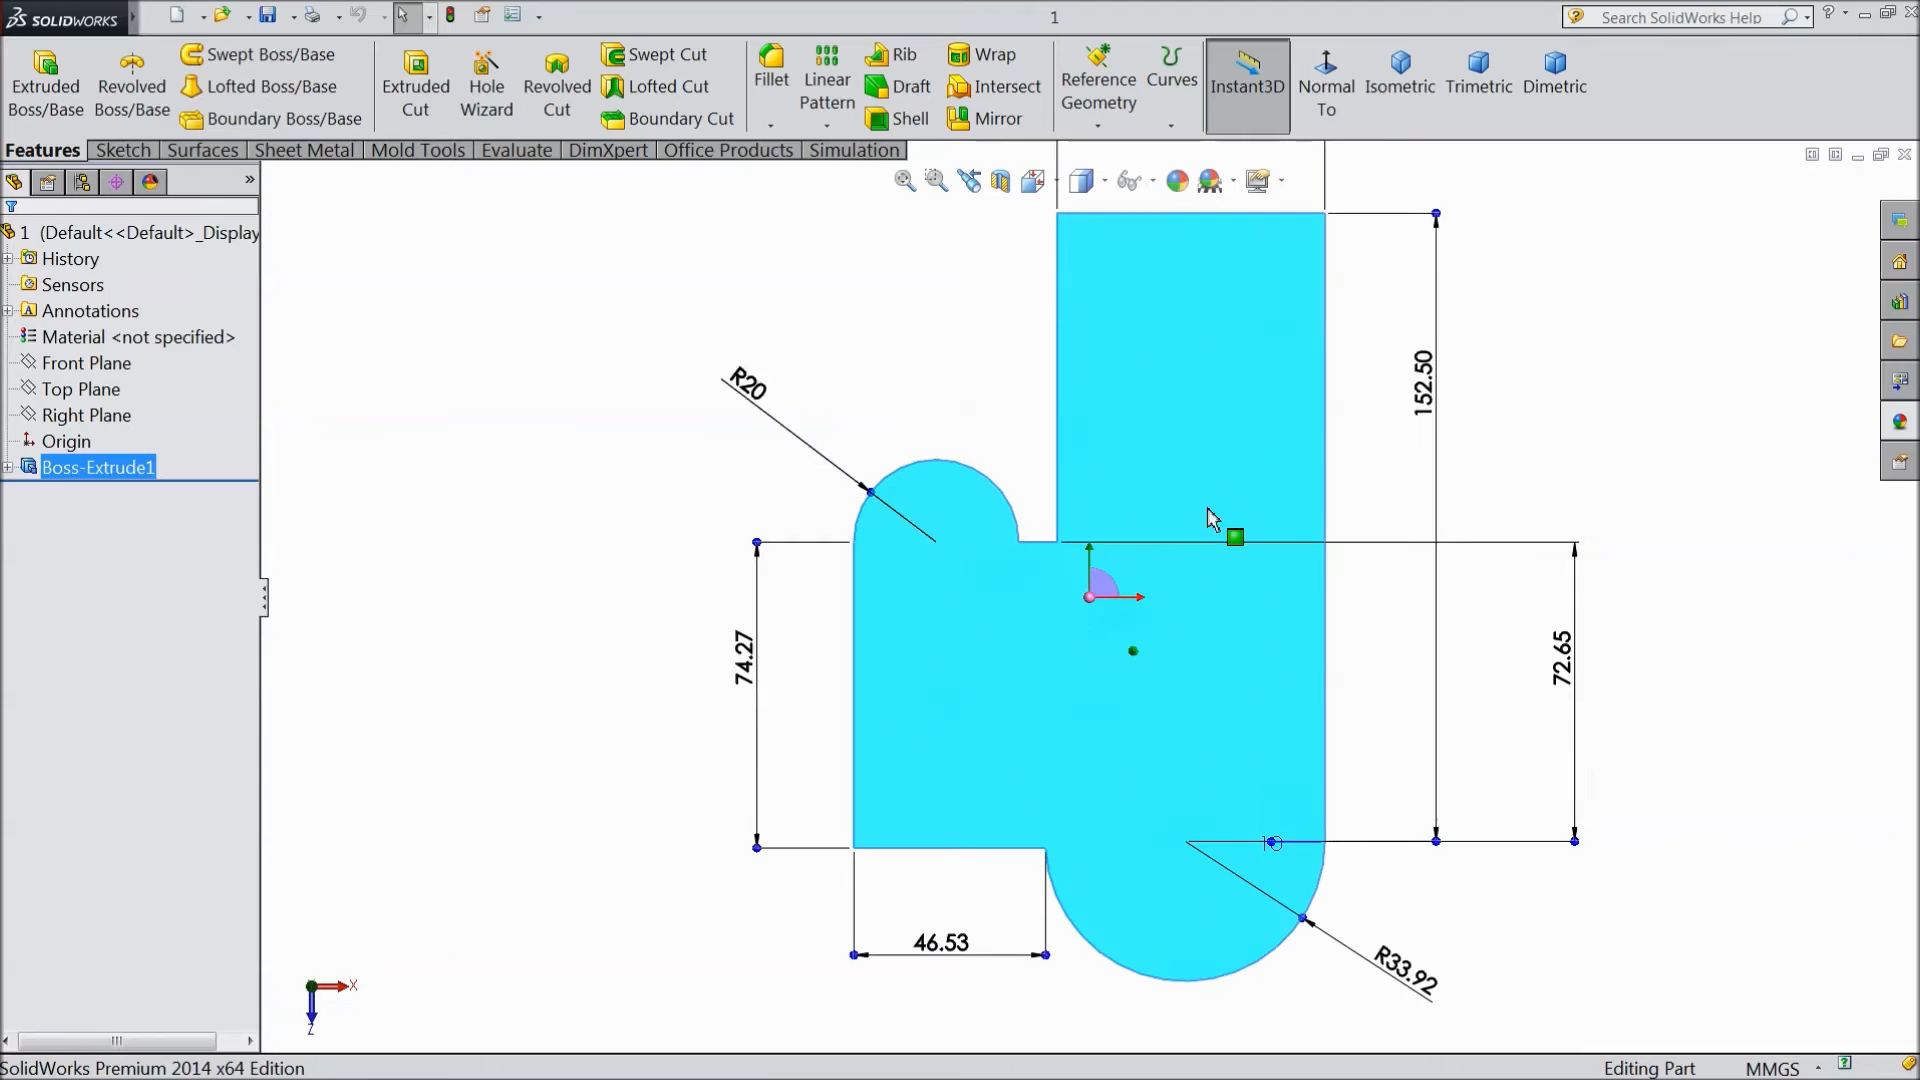 SOLIDWORKS
1
Search SolidWorks Help
Extruded Boss/Base
Revolved Boss/Base
Swept Boss/Base
Lofted Boss/Base
Boundary Boss/Base
Extruded Cut
Hole Wizard
Revolved Cut
Swept Cut
Lofted Cut
Boundary Cut
Fillet
Linear Pattern
Rib
Draft
Shell
Wrap
Intersect
Mirror
Reference Geometry
Curves
Instant3D
Normal To
Isometric
Trimetric
Dimetric
Features
Sketch
Surfaces
Sheet Metal
Mold Tools
Evaluate
DimXpert
Office Products
Simulation
1 (Default<<Default>_Display
History
Sensors
Annotations
Material <not specified>
Front Plane
Top Plane
Right Plane
Origin
Boss-Extrude1
R20
152.50
74.27
72.65
10
46.53
R33.92
X
Z
SolidWorks Premium 2014 x64 Edition
Editing Part
MMGS